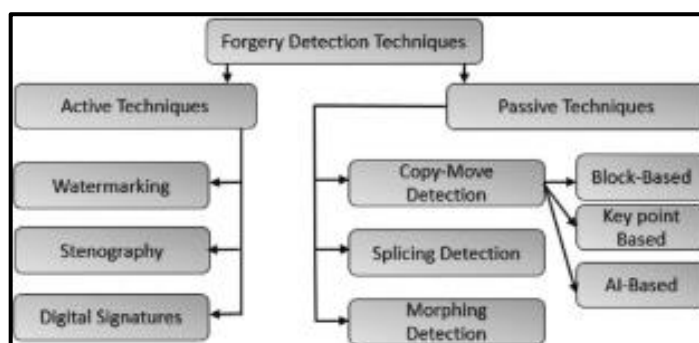 Forgery Detection Techniques
Active Techniques
Passive Techniques
Watermarking
Stenography
Digital Signatures
Copy-Move
Detection
Splicing Detection
Morphing
Detection
Block-Based
Key point
Based
AI-Based